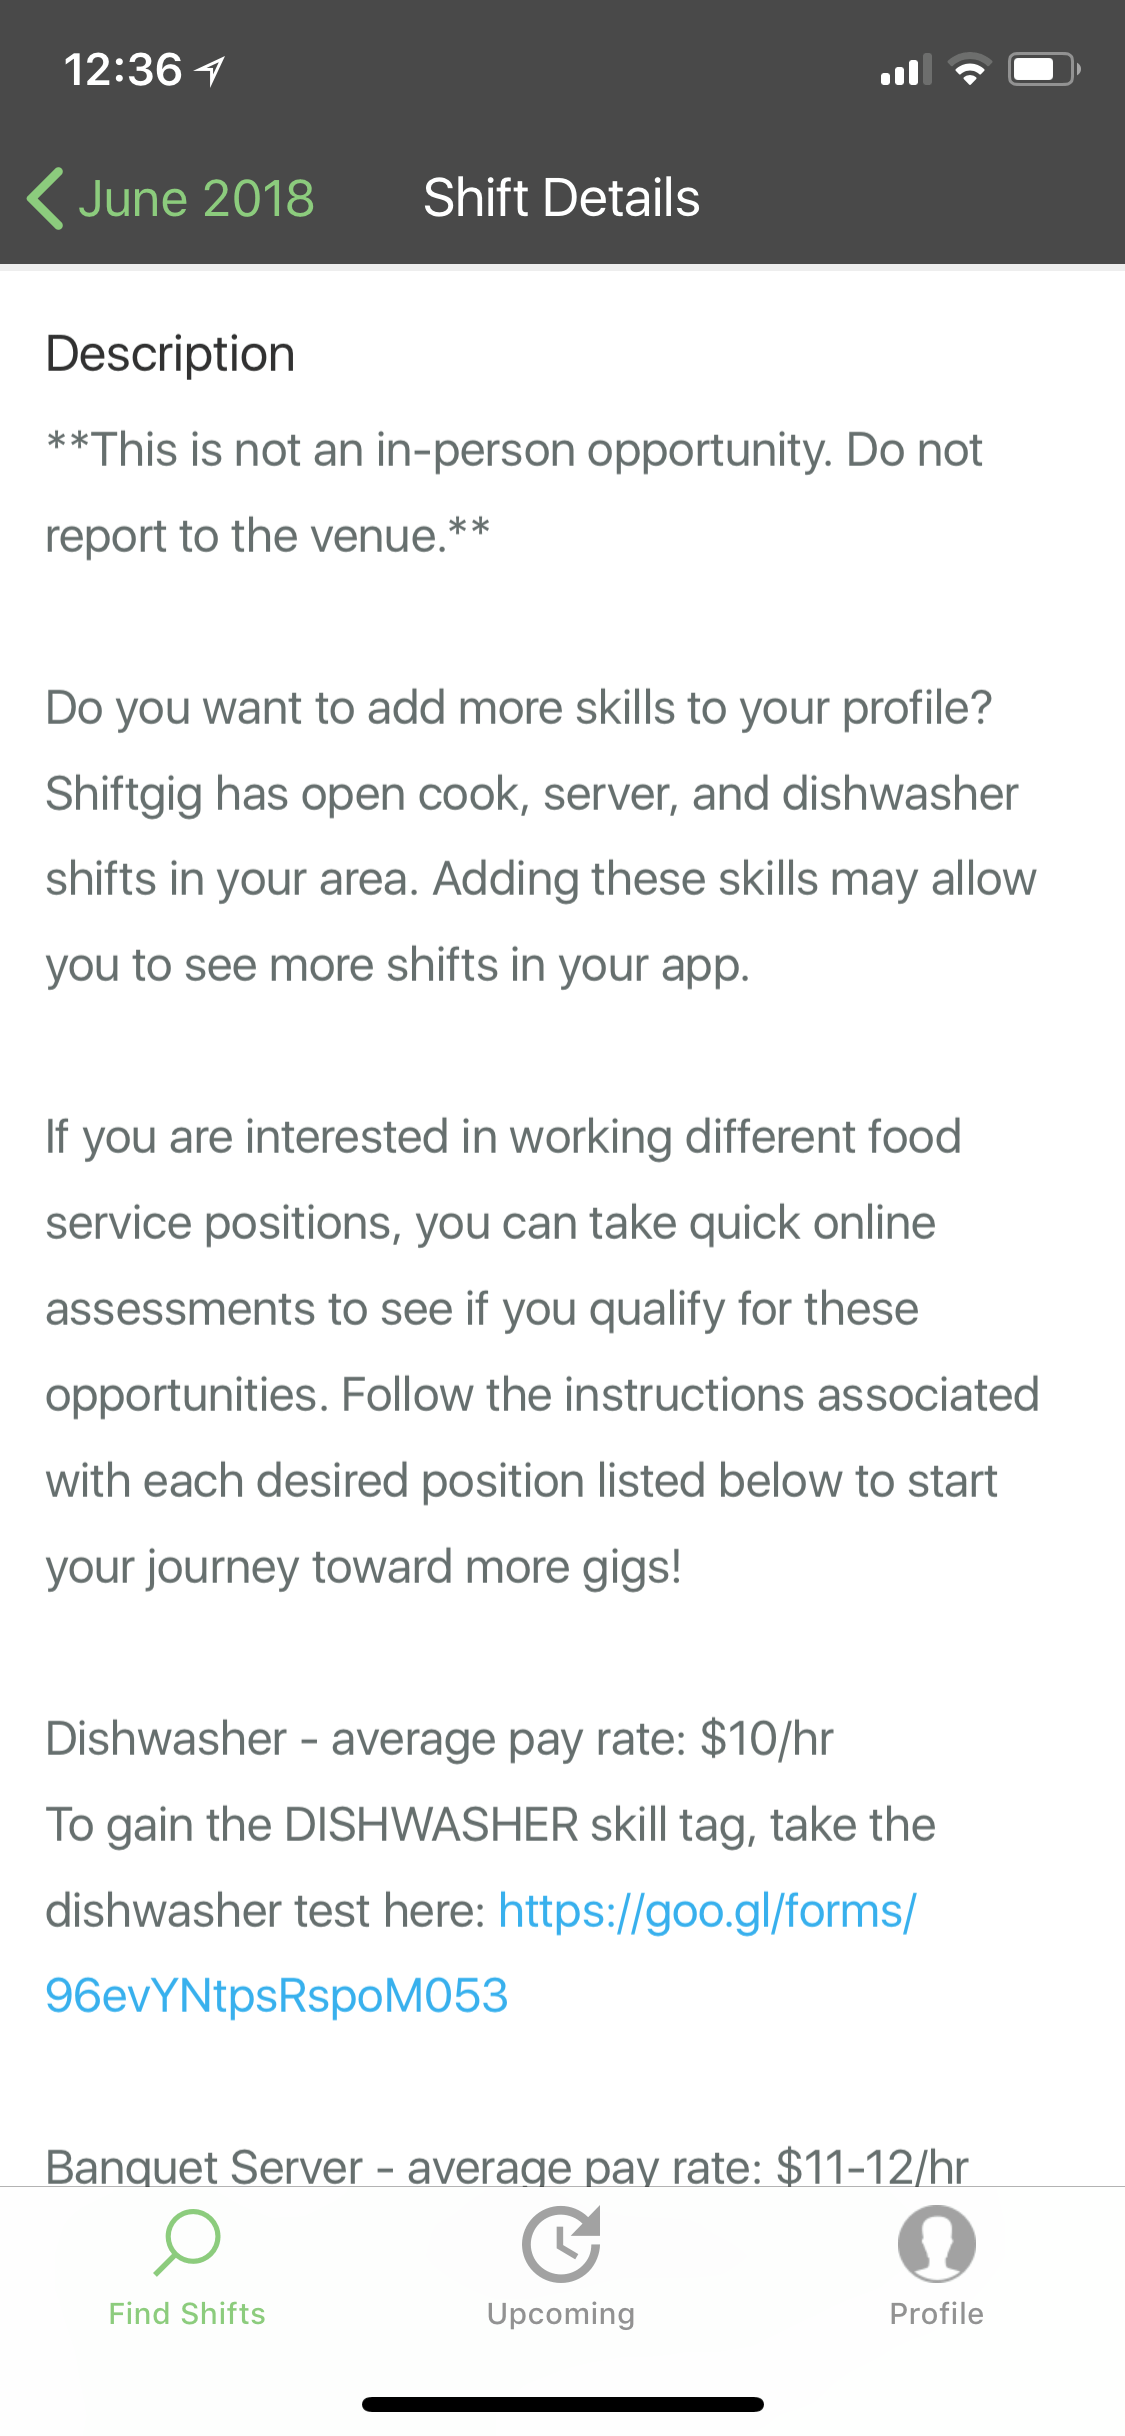 12:36
June 2018 Shift Details
Description
**This is not an in-person opportunity. Do not
report to the venue.**
Do you want to add more skills to your profile?
Shiftgig has open cook, server, and dishwasher
shifts in your area. Adding these skills may allow
you to see more shifts in your app.
If you are interested in working different food
service positions, you can take quick online
assessments to see if you qualify for these
opportunities. Follow the instructions associated
with each desired position listed below to start
your journey toward more gigs!
Dishwasher - average pay rate: $10/hr
To gain the DISHWASHER skill tag, take the
dishwasher test here: https://goo.gl/forms/
96evYNtpsRspoM053
Banquet Server - average pay rate: $11-12/hr
Find Shifts Upcoming Profile